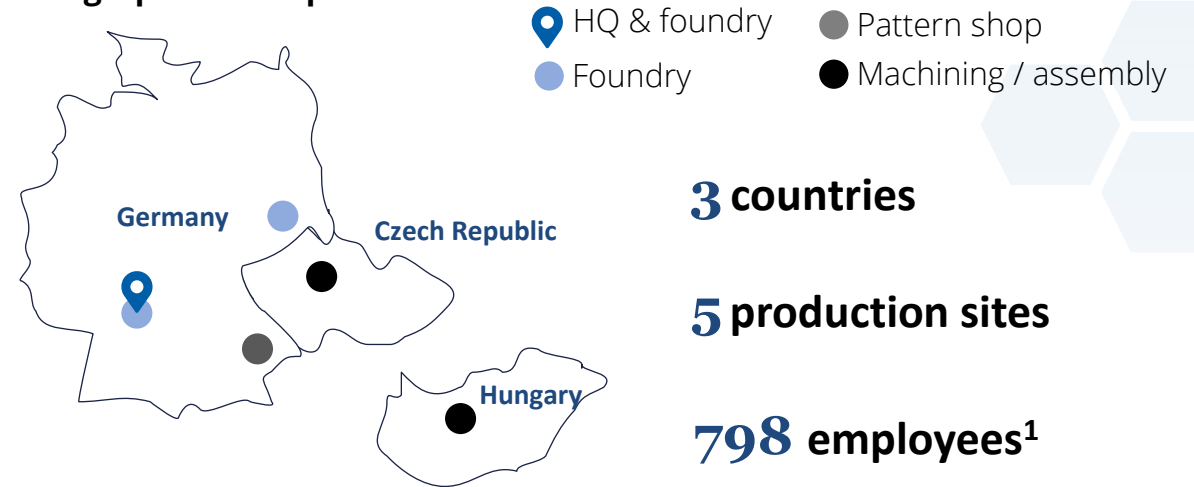 HQ & foundry
Pattern shop
Foundry
Machining / assembly
Germany
Czech Republic
Hungary
3 countries
5 production sites
798 employees¹